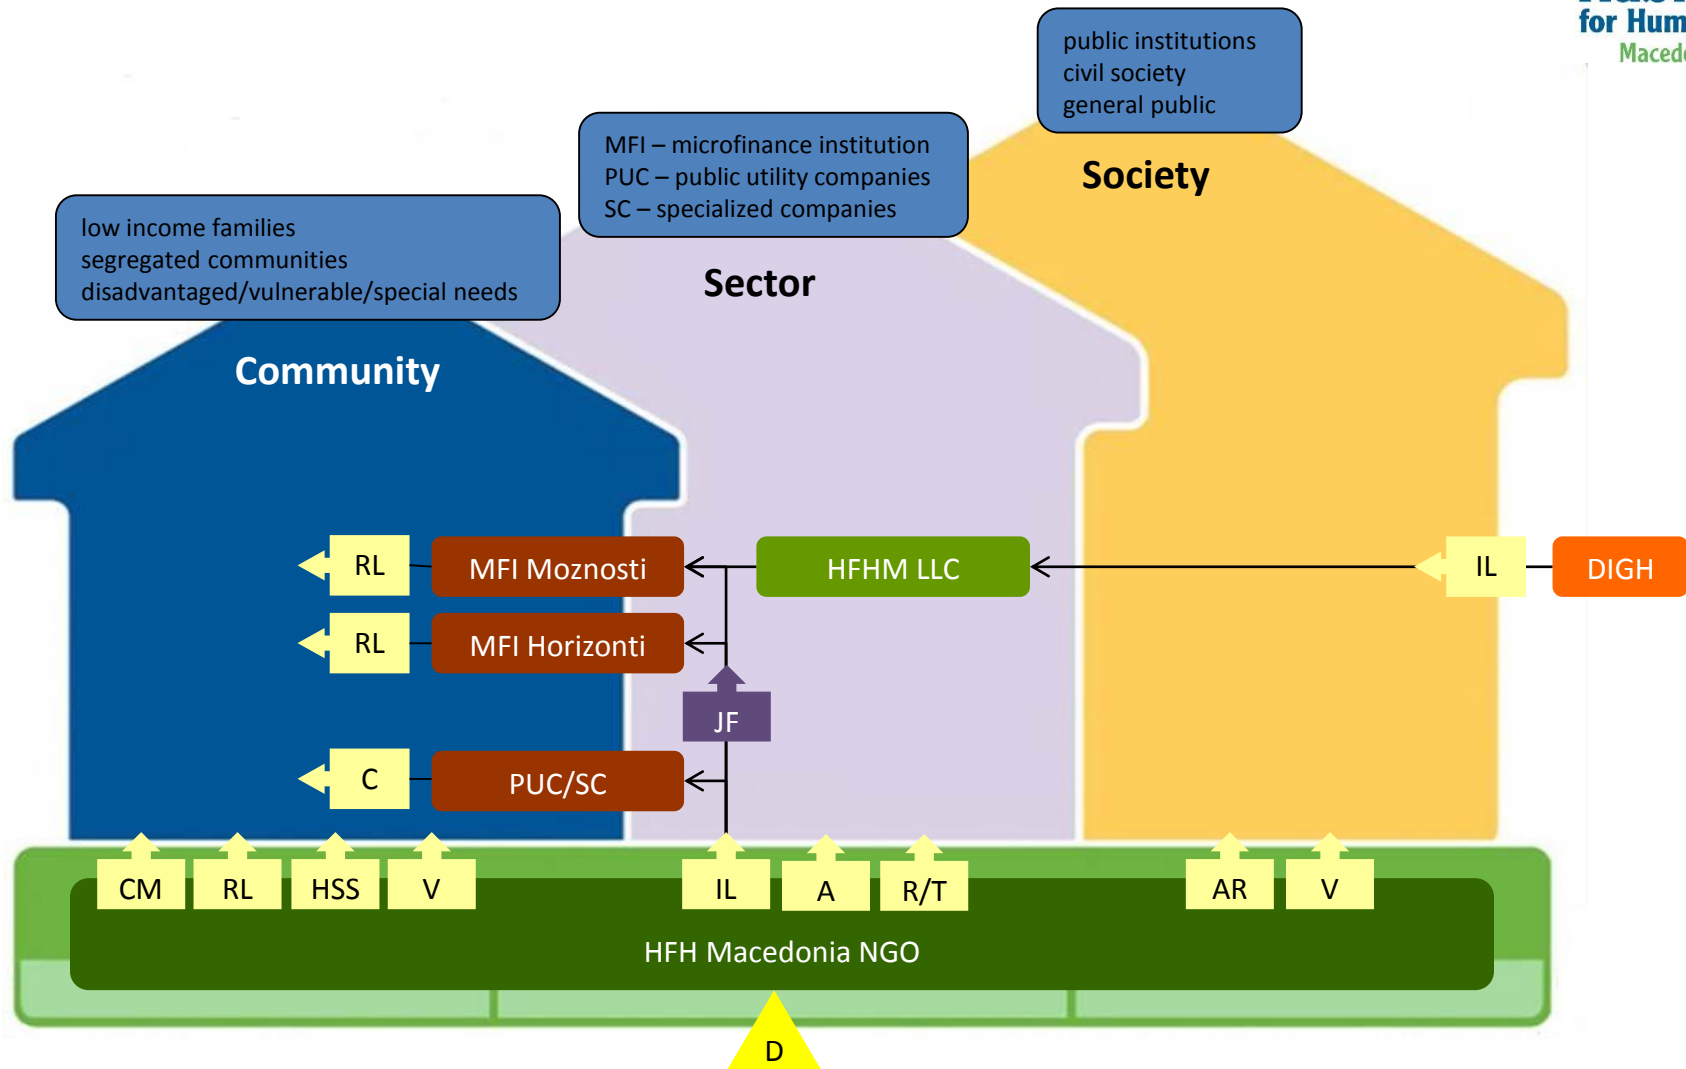 for Hum
Macedo
public institutions
civil society
general public
MFI – microfinance institution
PUC – public utility companies
SC – specialized companies
Society
low income families
segregated communities
disadvantaged/vulnerable/special needs
Sector
Community
RL
MFI Moznosti
HFHM LLC
IL
DIGH
RL
MFI Horizonti
JF
C
PUC/SC
CM
RL
HSS
V
IL
A
R/T
AR
V
HFH Macedonia NGO
D